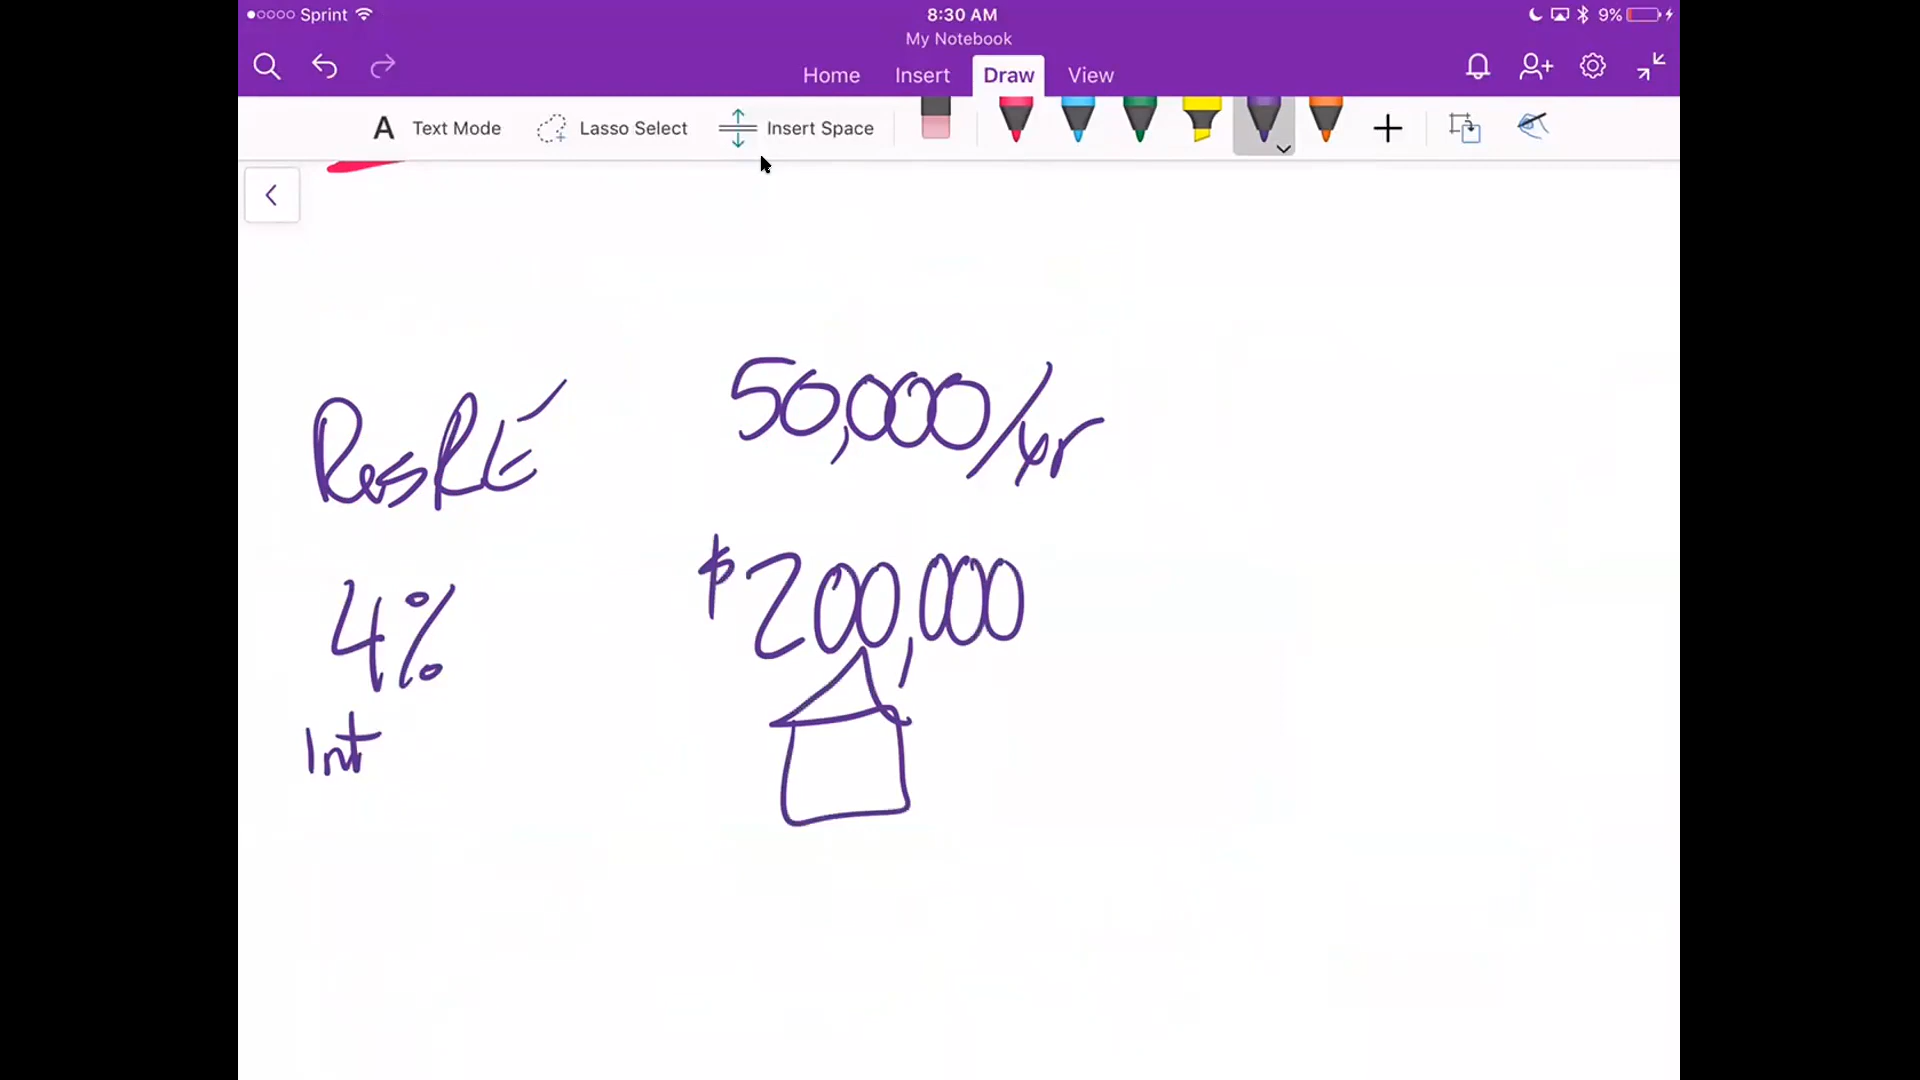 Sprint 8:30 AM 9%
My Notebook
Home Insert Draw View
A Text Mode Lasso Select Insert Space
50,000/yr
ResRE
$200,000
4%
Int